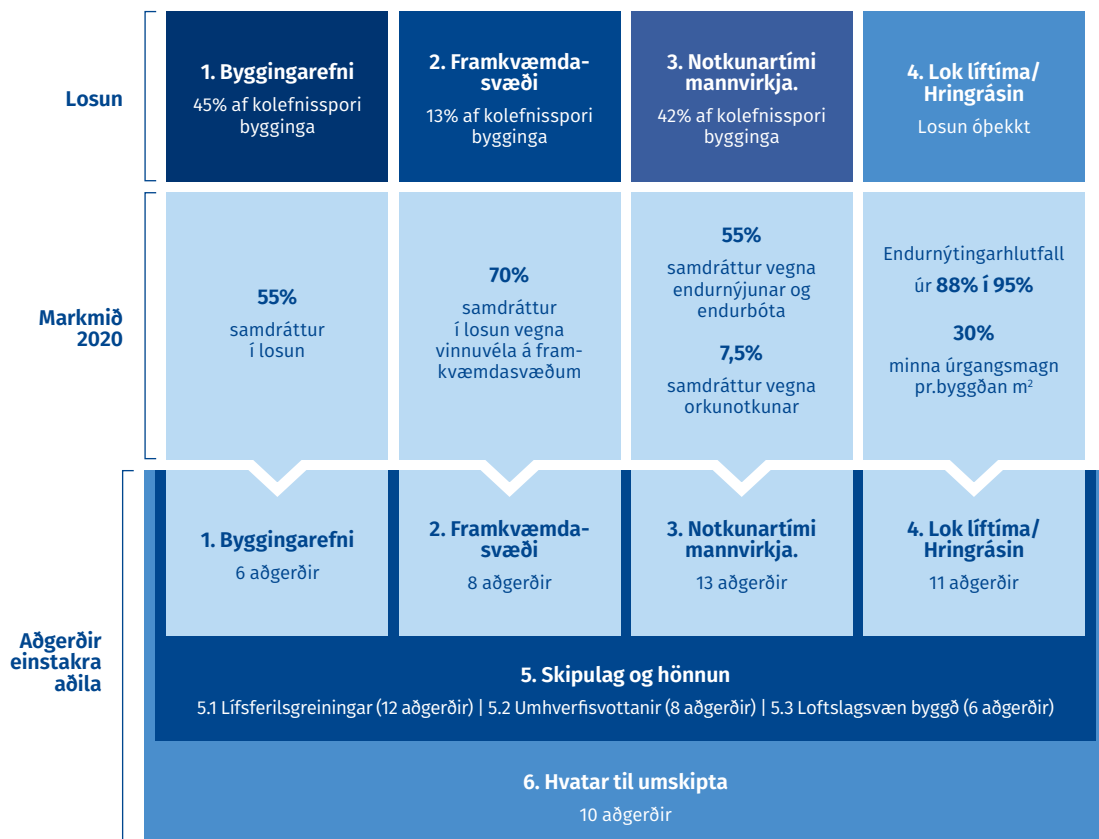 Losun
1. Byggingarefni
45% af kolefnisspori
bygginga
2. Framkvæmda-
svæði
13% af kolefnisspori
bygginga
3. Notkunartími
mannvirkja.
42% af kolefnisspori
bygginga
4. Lok líftíma/
Hringrásin
Losun óþekkt
Markmið
2020
55%
samdráttur
í losun
70%
samdráttur
í losun vegna
vinnuvéla á fram-
kvæmdasvæðum
55%
samdráttur vegna
endurnýjunar og
endurbóta
7,5%
samdráttur vegna
orkunotkunar
Endurnýtingarhlutfall
úr 88% í 95%
30%
minna úrgangsmagn
pr.byggðan m²
Aðgerðir
einstakra
aðila
1. Byggingarefni
6 aðgerðir
2. Framkvæmda-
svæði
8 aðgerðir
3. Notkunartími
mannvirkja.
13 aðgerðir
4. Lok líftíma/
Hringrásin
11 aðgerðir
5. Skipulag og hönnun
5.1 Lífsferilsgreiningar (12 aðgerðir) | 5.2 Umhverfisvottanir (8 aðgerðir) | 5.3 Loftslagsvæn byggð (6 aðgerðir)
6. Hvatar til umskipta
10 aðgerðir